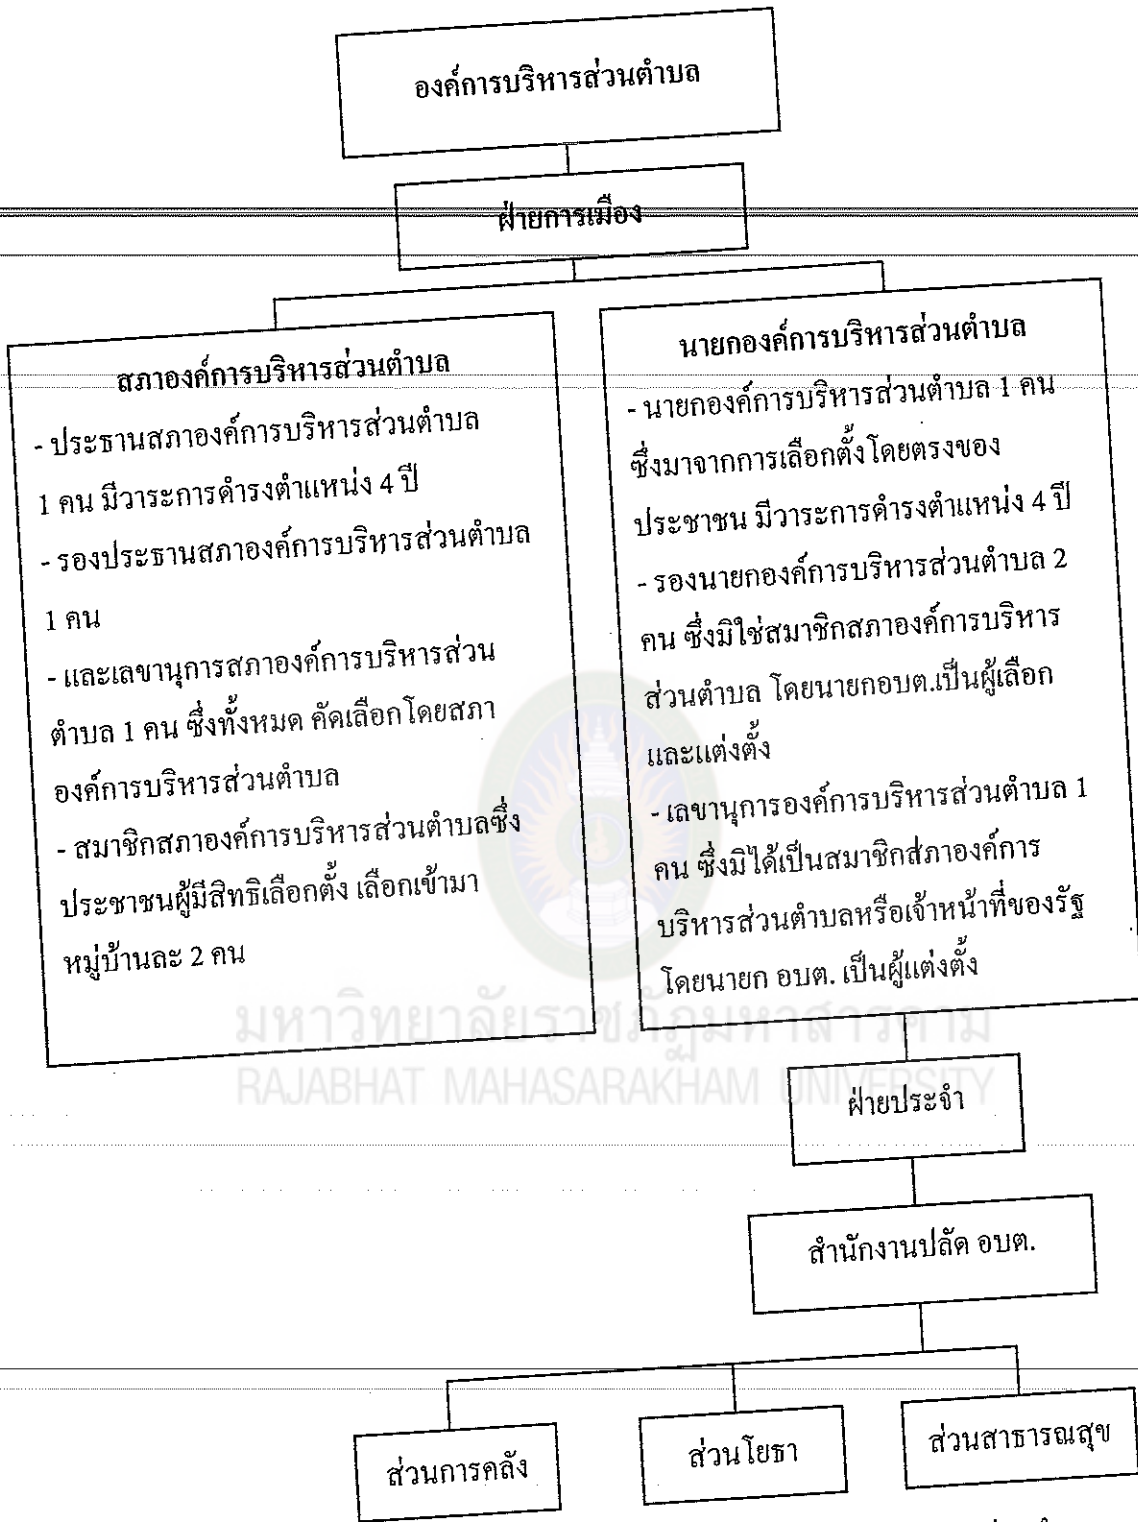 องค์การบริหารส่วนตำบล
ฝ่ายการเมือง
สภาองค์การบริหารส่วนตำบล
- ประธานสภาองค์การบริหารส่วนตำบล
1 คน มีวาระการดำรงตำแหน่ง 4 ปี
- รองประธานสภาองค์การบริหารส่วนตำบล
1 คน
- และเลขานุการสภาองค์การบริหารส่วน
ตำบล 1 คน ซึ่งทั้งหมด คัดเลือกโดยสภา
องค์การบริหารส่วนตำบล
- สมาชิกสภาองค์การบริหารส่วนตำบลซึ่ง
ประชาชนผู้มีสิทธิเลือกตั้ง เลือกเข้ามา
หมู่บ้านละ 2 คน
นายกองค์การบริหารส่วนตำบล
- นายกองค์การบริหารส่วนตำบล 1 คน
ซึ่งมาจากการเลือกตั้งโดยตรงของ
ประชาชน มีวาระการดำรงตำแหน่ง 4 ปี
- รองนายกองค์การบริหารส่วนตำบล 2
คน ซึ่งมิใช่สมาชิกสภาองค์การบริหาร
ส่วนตำบล โดยนายกอบต.เป็นผู้เลือก
และแต่งตั้ง
- เลขานุการองค์การบริหารส่วนตำบล 1
คน ซึ่งมิได้เป็นสมาชิกสภาองค์การ
บริหารส่วนตำบลหรือเจ้าหน้าที่ของรัฐ
โดยนายก อบต. เป็นผู้แต่งตั้ง
มหาวิทยาลัยราชภัฏมหาสารคาม
RAJABHAT MAHASARAKHAM UNIVERSITY
ฝ่ายประจำ
สำนักงานปลัด อบต.
ส่วนการคลัง
ส่วนโยธา
ส่วนสาธารณสุข